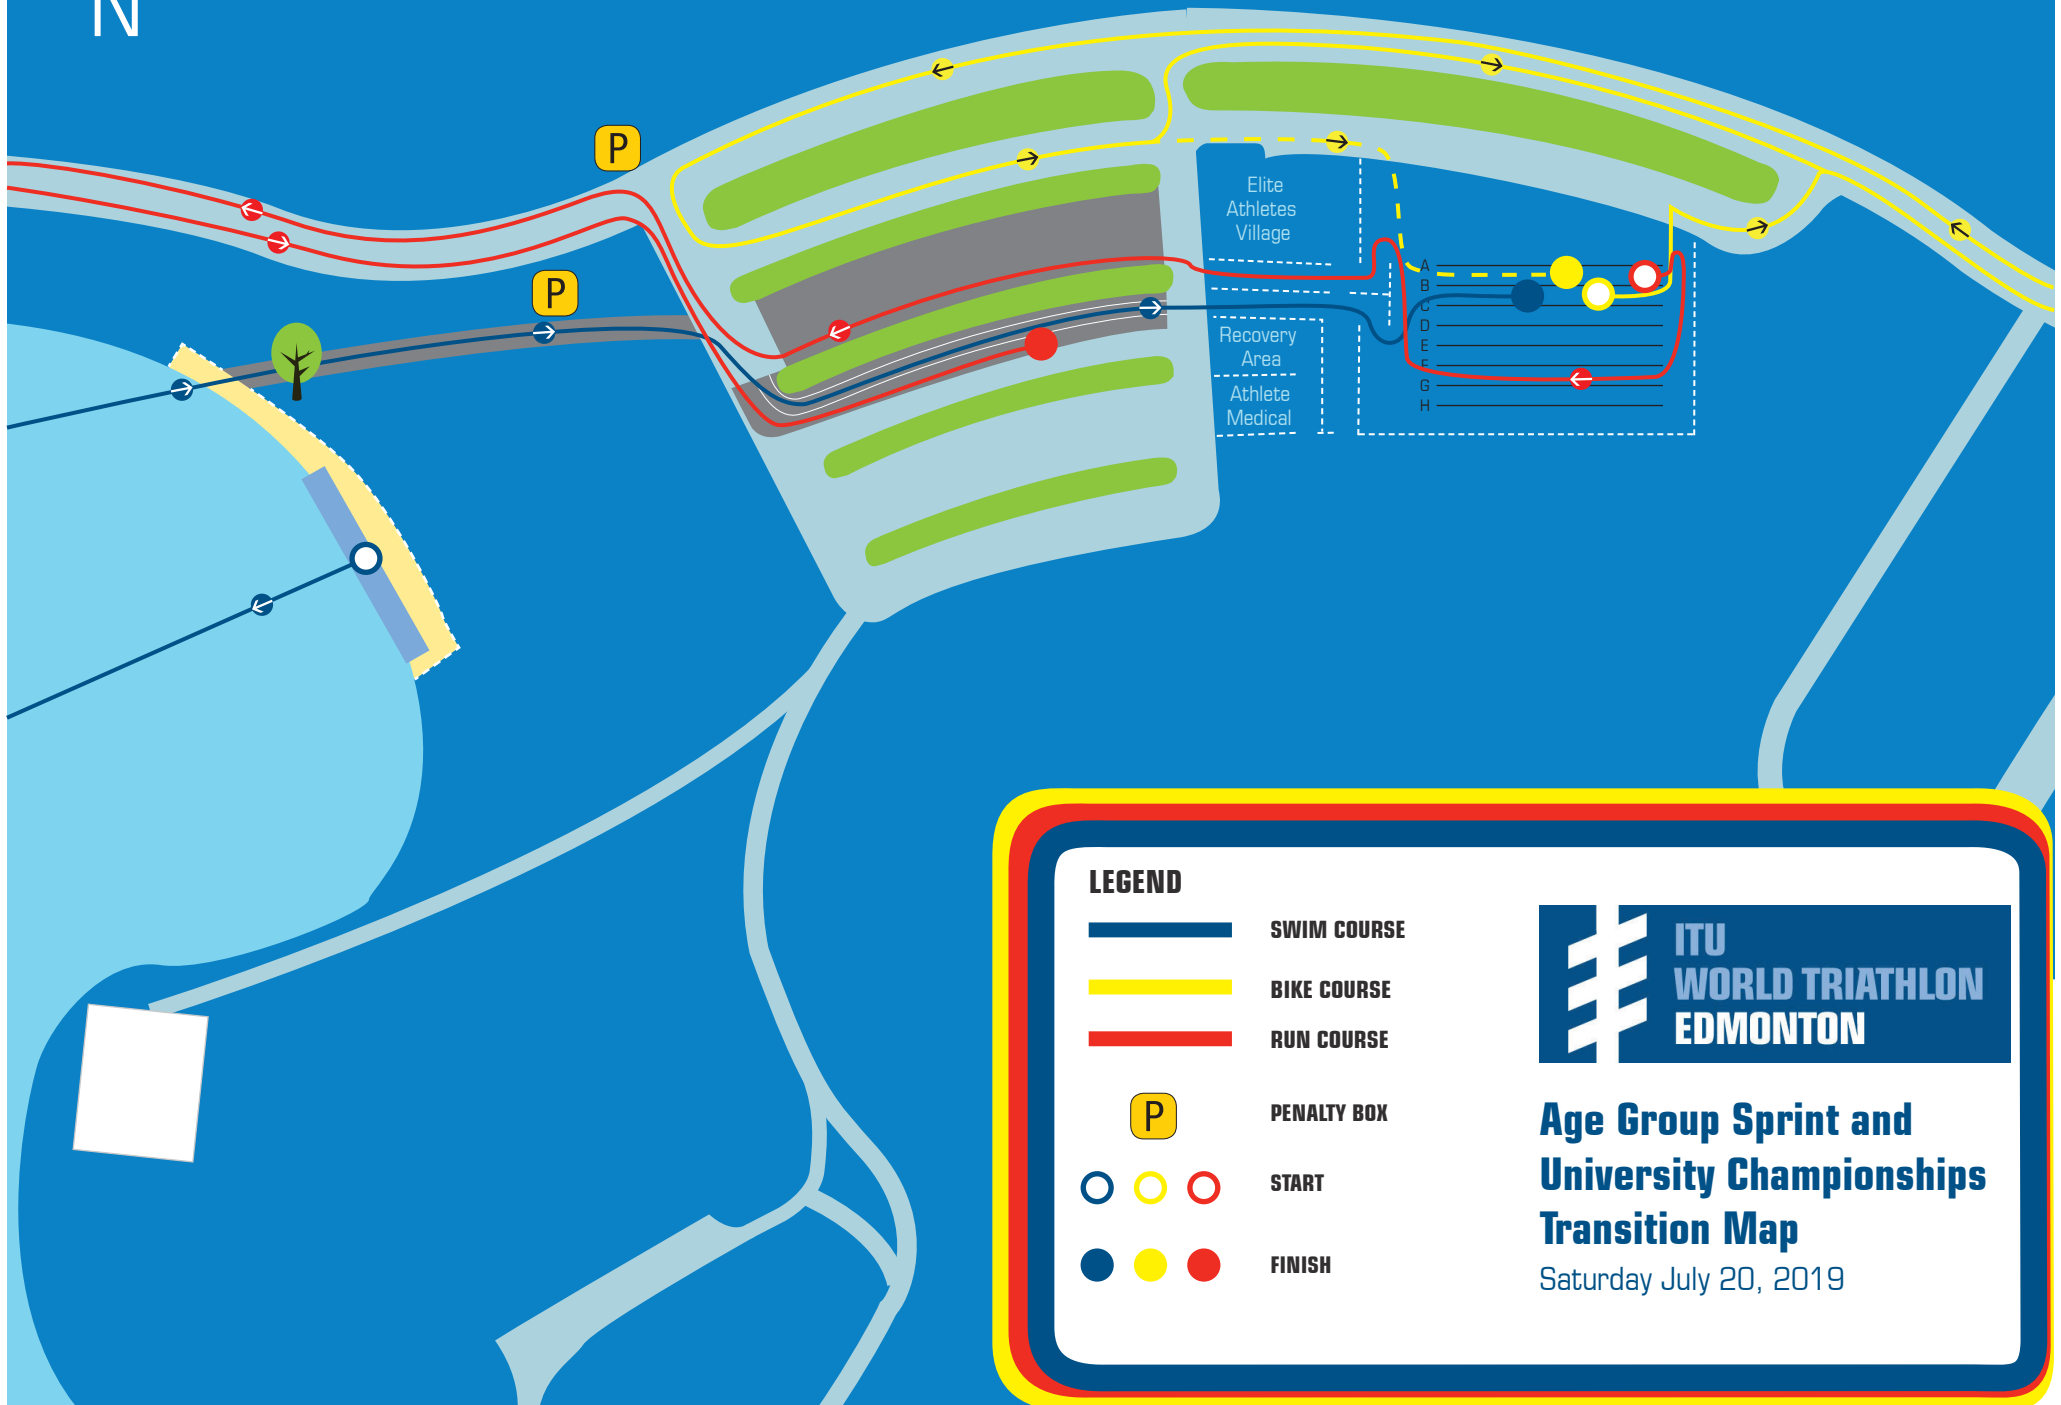 N
P
P
Elite
Athletes
Village
Recovery
Area
Athlete
Medical
A
B
C
D
E
F
G
H
LEGEND
SWIM COURSE
BIKE COURSE
RUN COURSE
P
PENALTY BOX
START
FINISH
ITU
WORLD TRIATHLON
EDMONTON
Age Group Sprint and
University Championships
Transition Map
Saturday July 20, 2019